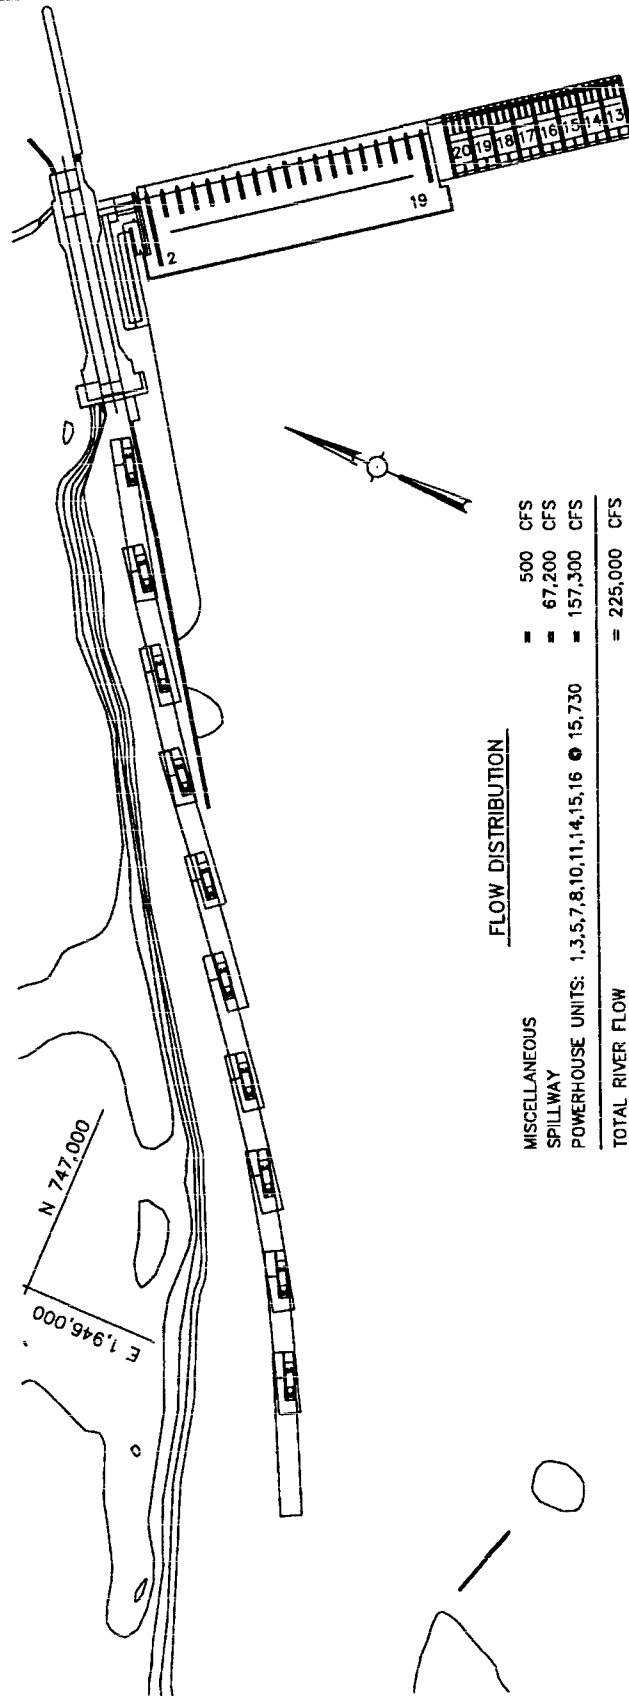 20 19 18 17 16 15 14 13
19
2
FLOW DISTRIBUTION
MISCELLANEOUS = 500 CFS
SPILLWAY = 67,200 CFS
POWERHOUSE UNITS: 1,3,5,7,8,10,11,14,15,16 @ 15,730 = 157,300 CFS
TOTAL RIVER FLOW = 225,000 CFS
N 747,000
E 1,946,000